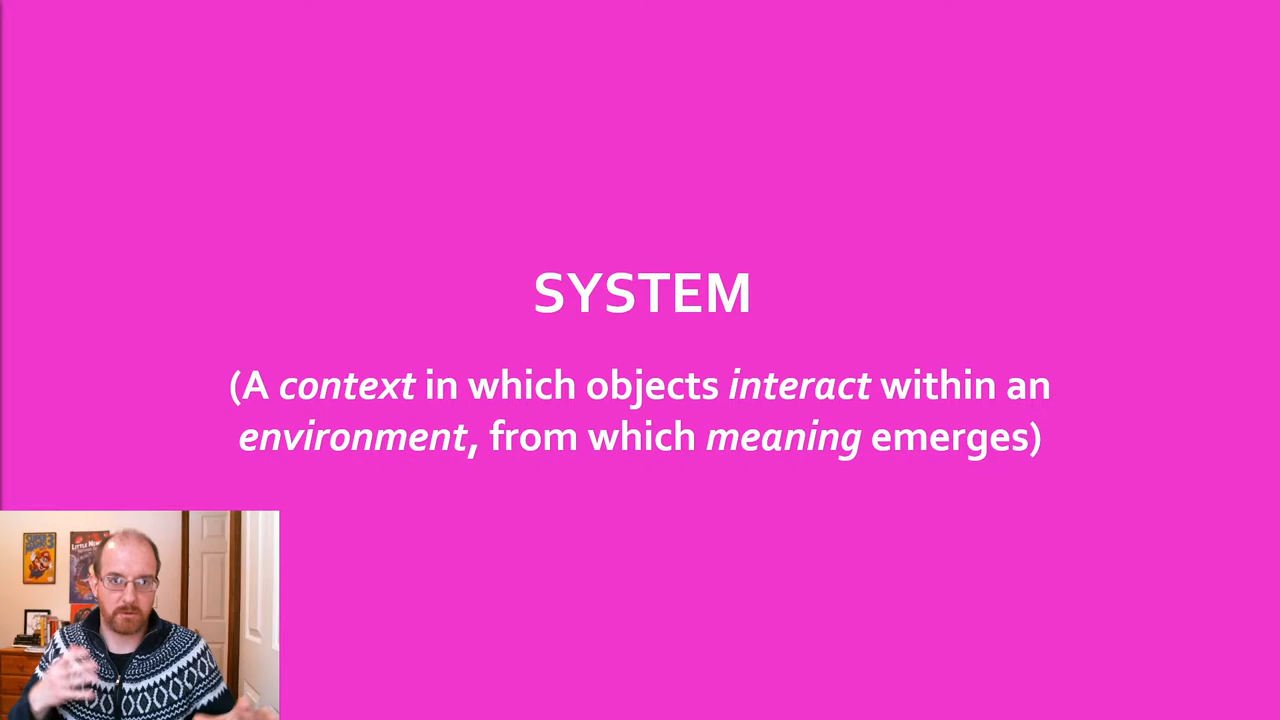 SYSTEM
(A context in which objects interact within an
environment, from which meaning emerges)